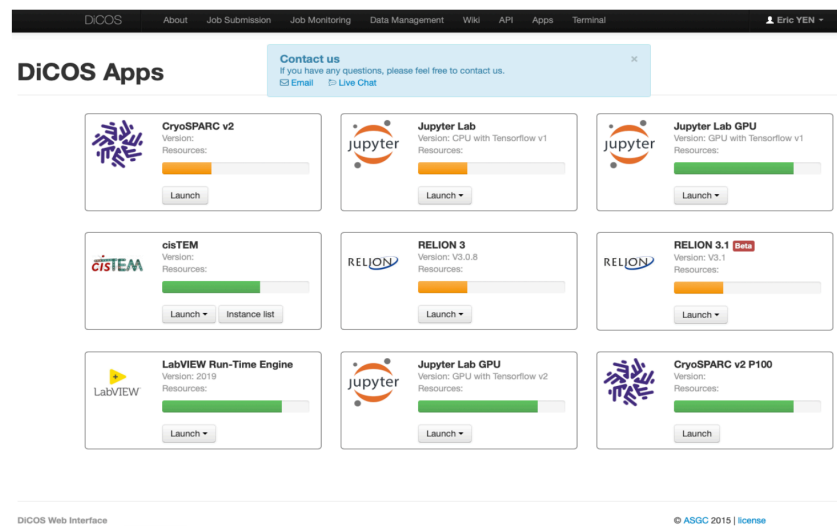 DiCOS About Job Submission Job Monitoring Data Management Wiki API Apps Terminal Eric YEN
DiCOS Apps
Contact us ×
If you have any questions, please feel free to contact us.
Email Live Chat
CryoSPARC v2
Version:
Resources:
Launch
jupyter
Jupyter Lab
Version: CPU with Tensorflow v1
Resources:
Launch
jupyter
Jupyter Lab GPU
Version: GPU with Tensorflow v1
Resources:
Launch
cisTEM
cisTEM
Version:
Resources:
Launch Instance list
RELION
RELION 3
Version: V3.0.8
Resources:
Launch
RELION
RELION 3.1 Beta
Version: V3.1
Resources:
Launch
LabVIEW
LabVIEW Run-Time Engine
Version: 2019
Resources:
Launch
jupyter
Jupyter Lab GPU
Version: GPU with Tensorflow v2
Resources:
Launch
CryoSPARC v2 P100
Version:
Resources:
Launch
DiCOS Web Interface © ASGC 2015 | license